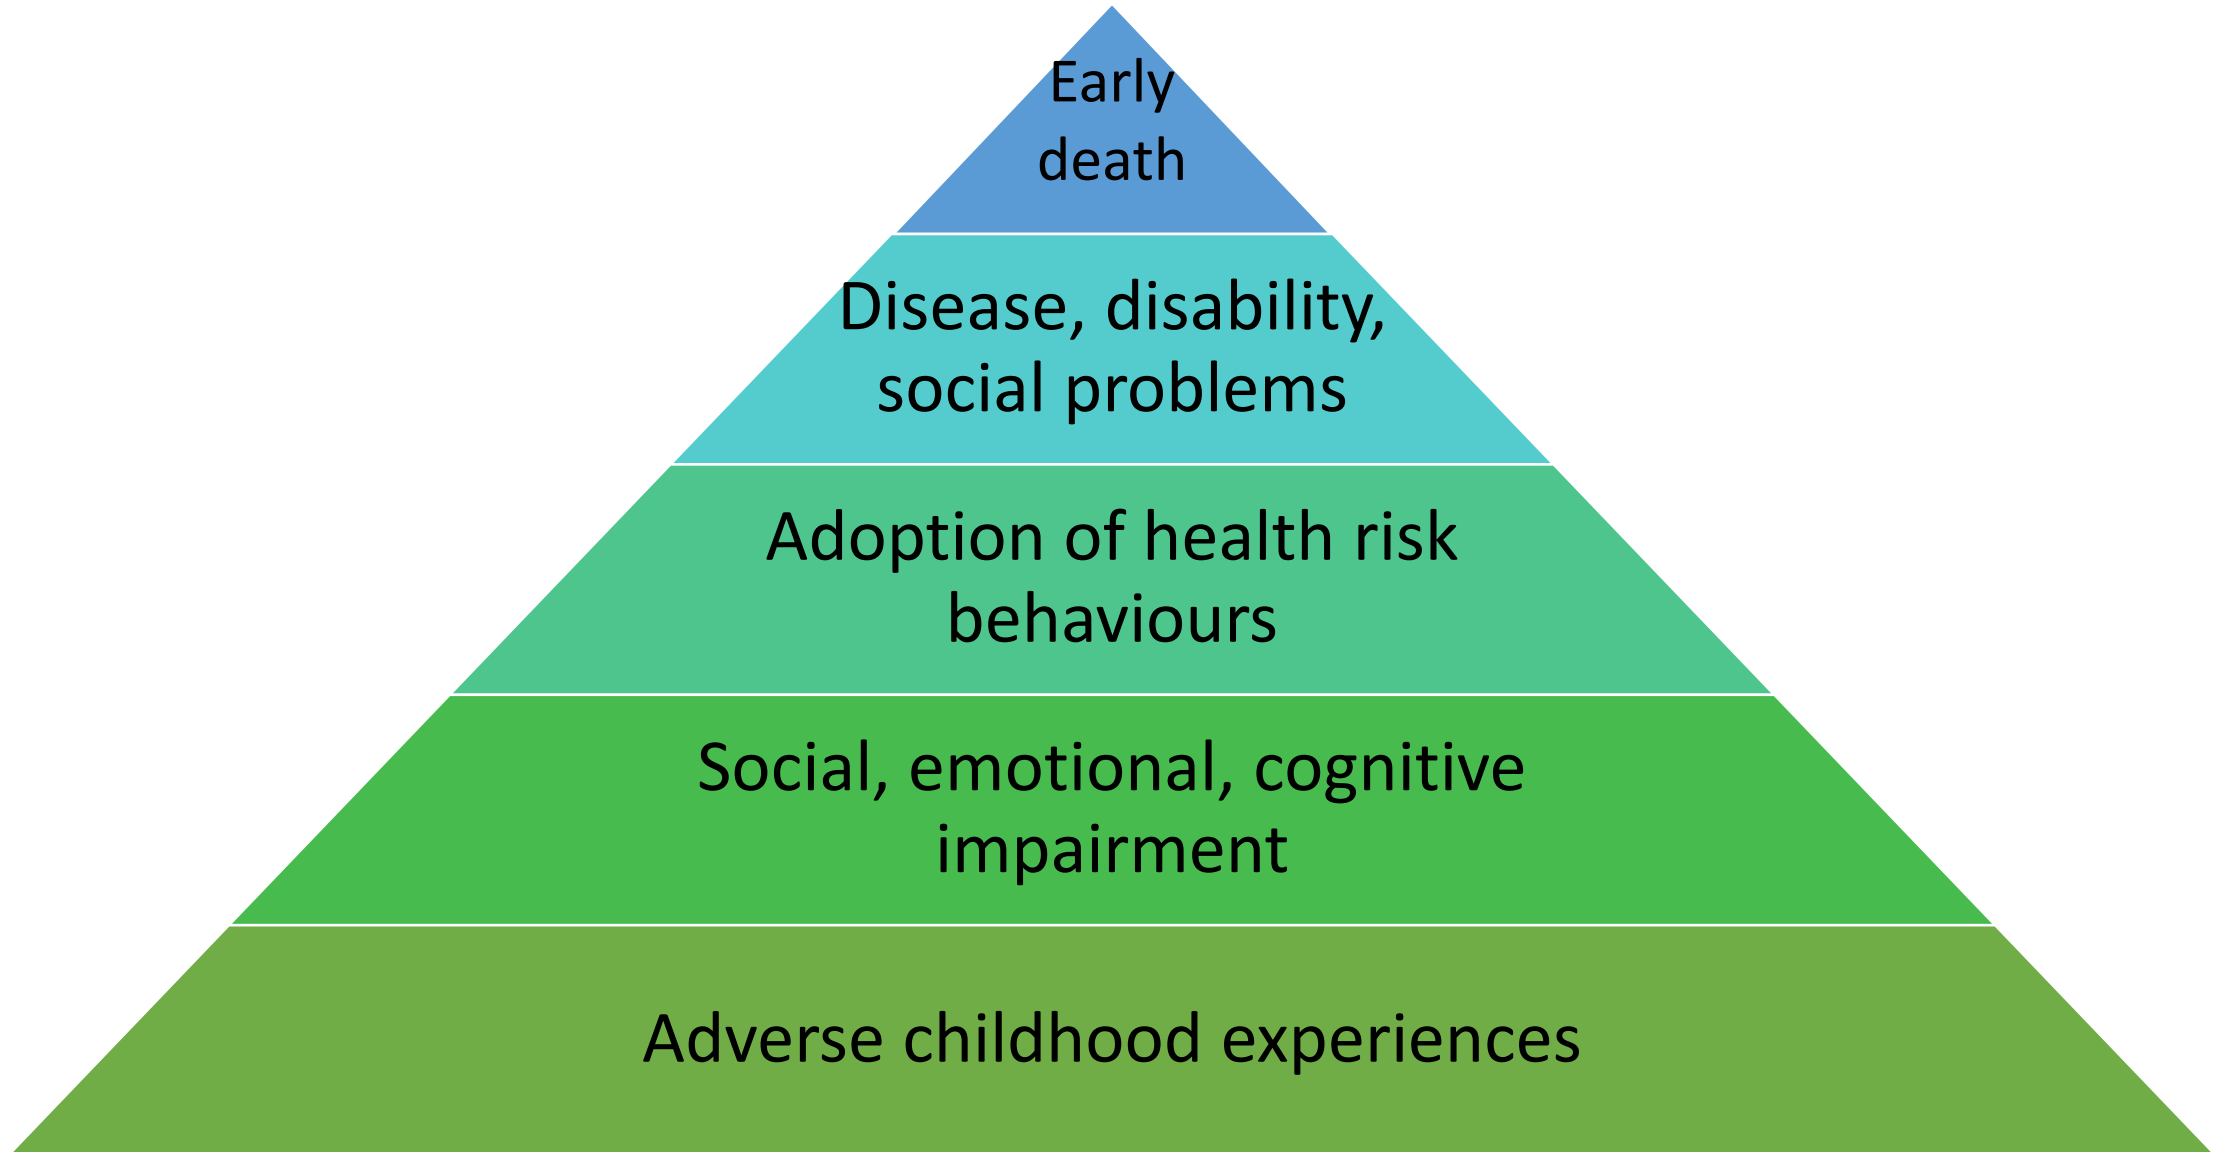 Early
death
Disease, disability,
social problems
Adoption of health risk
behaviours
Social, emotional, cognitive
impairment
Adverse childhood experiences